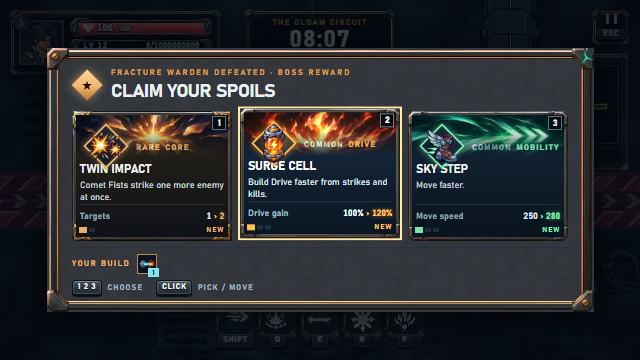 100 /100
LV 12
THE GLOAM CIRCUIT
08:07
ESC
FRACTURE WARDEN DEFEATED · BOSS REWARD
CLAIM YOUR SPOILS
1
RARE CORE
TWIN IMPACT
Comet Fists strike one more enemy
at once.
Targets 1 › 2
NEW
2
COMMON DRIVE
SURGE CELL
Build Drive faster from strikes and
kills.
Drive gain 100% › 120%
NEW
3
COMMON MOBILITY
SKY STEP
Move faster.
Move speed 250 › 280
NEW
YOUR BUILD
1
1 2 3 CHOOSE CLICK PICK / MOVE
SHIFT Q E R F